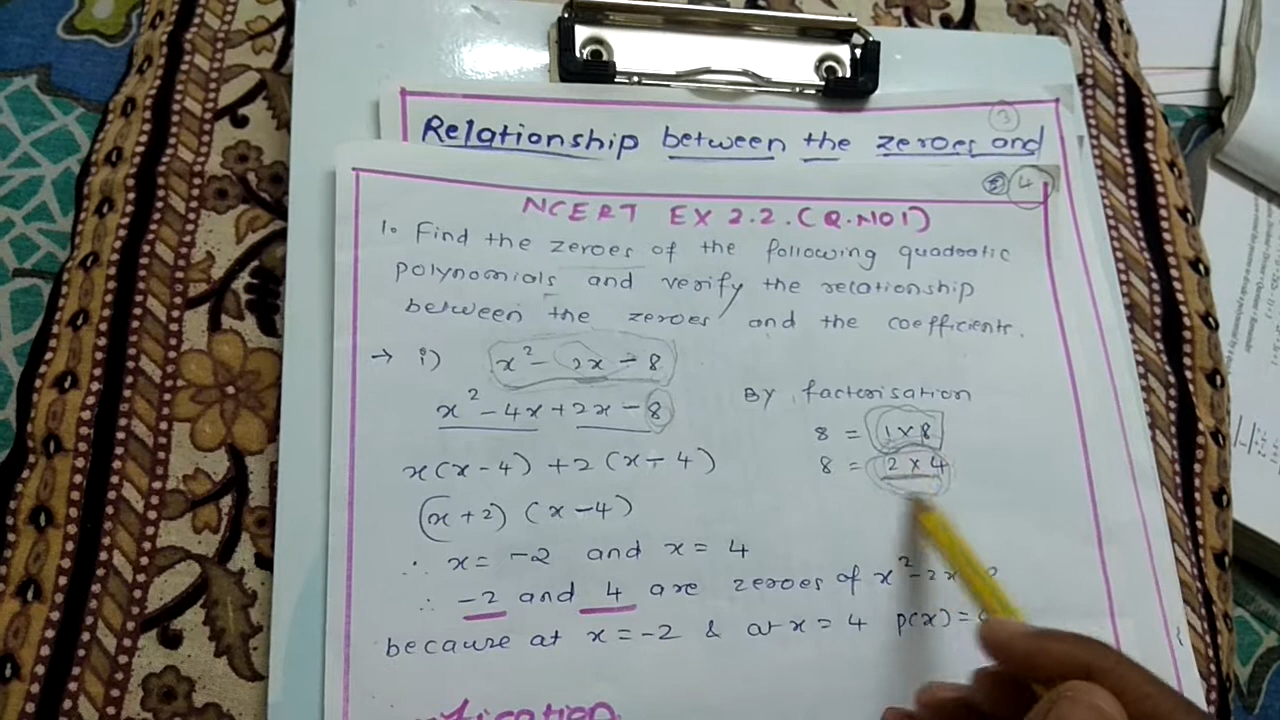 3
Relationship between the zeroes and
4
NCERT EX 2.2.(Q.NO1)
1. Find the zeroes of the following quadratic
polynomials and verify the relationship
between the zeroes and the coefficients.
→ i) x² - 2x - 8
x² - 4x + 2x - 8
x(x-4) + 2(x-4)
(x+2) (x-4)
∴ x = -2 and x = 4
∴ -2 and 4 are zeroes of x² - 2x
because at x = -2 & at x = 4 p(x) =
By factorisation
8 = 1 x 8
8 = 2 x 4